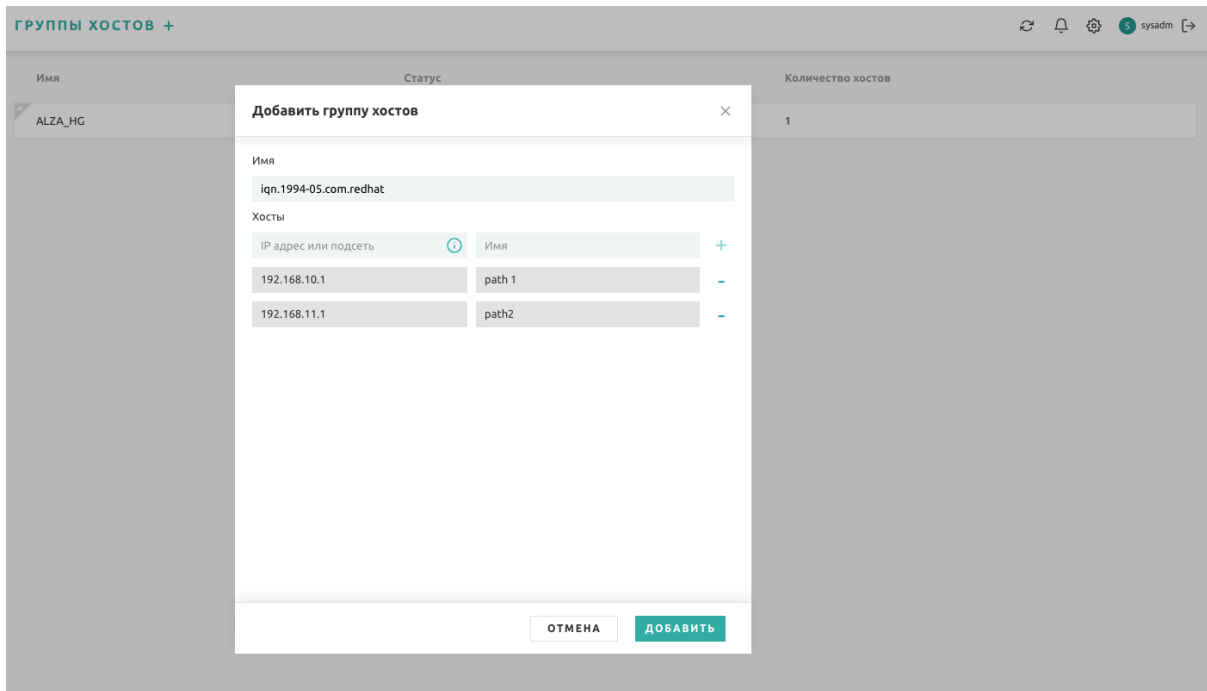 ГРУППЫ ХОСТОВ +
S sysadm
Имя Статус Количество хостов
ALZA_HG 1
Добавить группу хостов
Имя
iqn.1994-05.com.redhat
Хосты
IP адрес или подсеть Имя +
192.168.10.1 path 1 -
192.168.11.1 path2 -
ОТМЕНА ДОБАВИТЬ